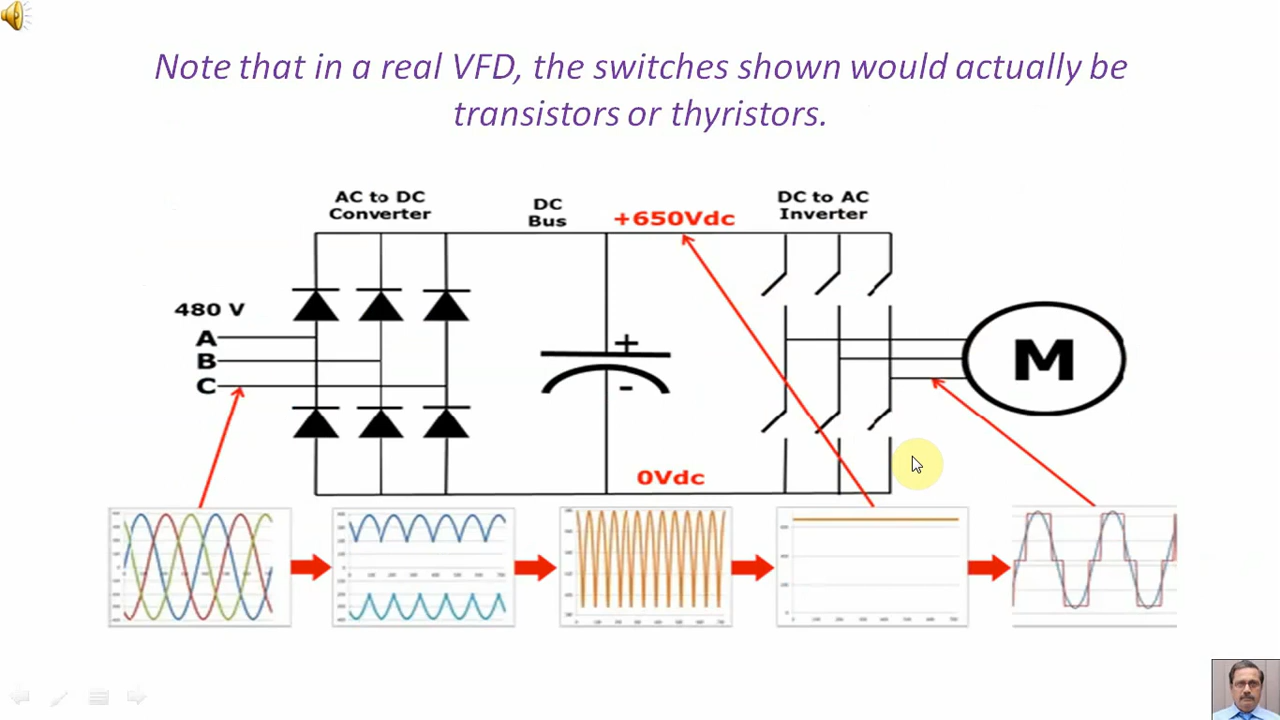 Note that in a real VFD, the switches shown would actually be
transistors or thyristors.
AC to DC
Converter
DC
Bus
+650Vdc
DC to AC
Inverter
480 V
A
B
C
+
-
M
0Vdc